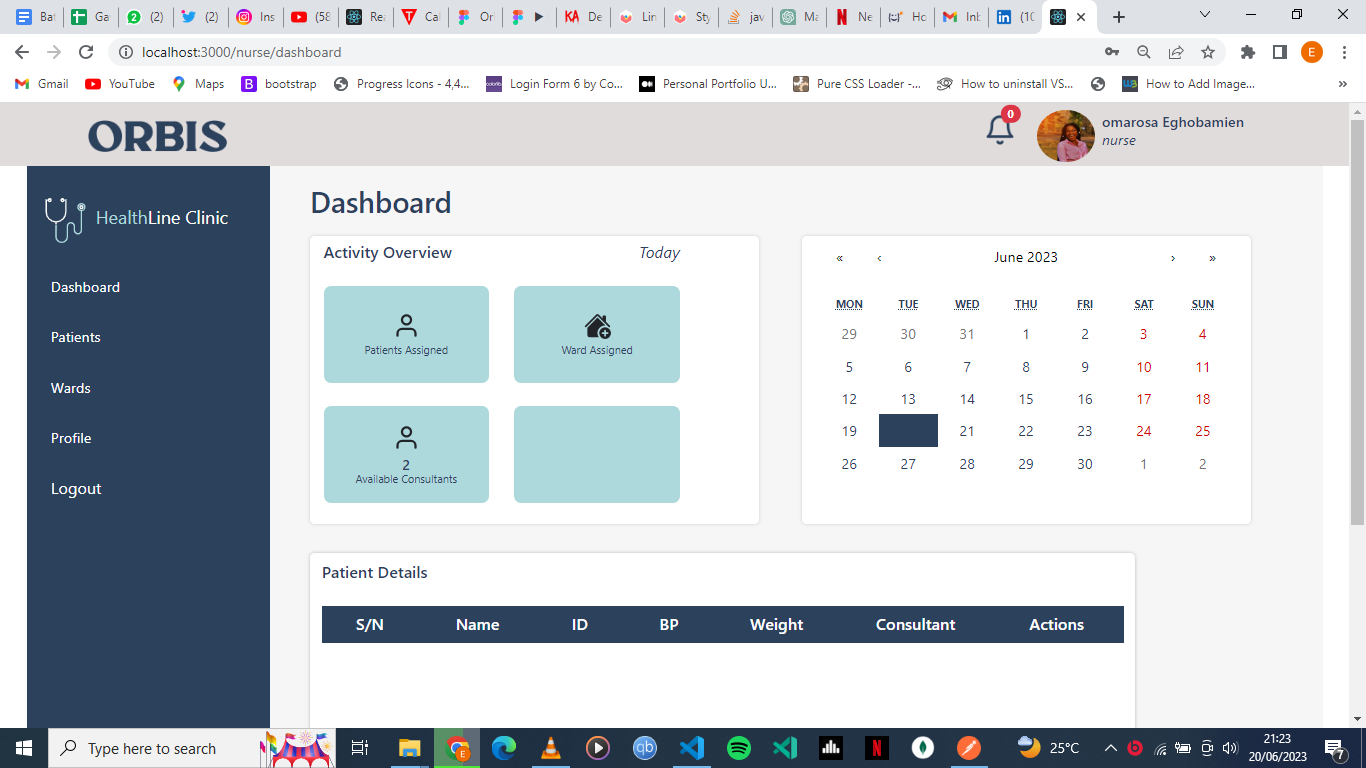 Bat
Ga
(2)
(2)
Ins
(58
Rea
Cal
Or
De
Lin
Sty
jav
Ma
Ne
Ho
Inb
(10
localhost:3000/nurse/dashboard
E
Gmail
YouTube
Maps
B bootstrap
Progress Icons - 4,4...
Login Form 6 by Co...
Personal Portfolio U...
Pure CSS Loader -...
How to uninstall VS...
How to Add Image...
»
ORBIS
0
omarosa Eghobamien
nurse
HealthLine Clinic
Dashboard
Patients
Wards
Profile
Logout
Dashboard
Activity Overview Today
Patients Assigned
Ward Assigned
2
Available Consultants
« ‹ June 2023 › »
MON TUE WED THU FRI SAT SUN
29 30 31 1 2 3 4
5 6 7 8 9 10 11
12 13 14 15 16 17 18
19 21 22 23 24 25
26 27 28 29 30 1 2
Patient Details
S/N Name ID BP Weight Consultant Actions
Type here to search
25°C
21:23
20/06/2023
7